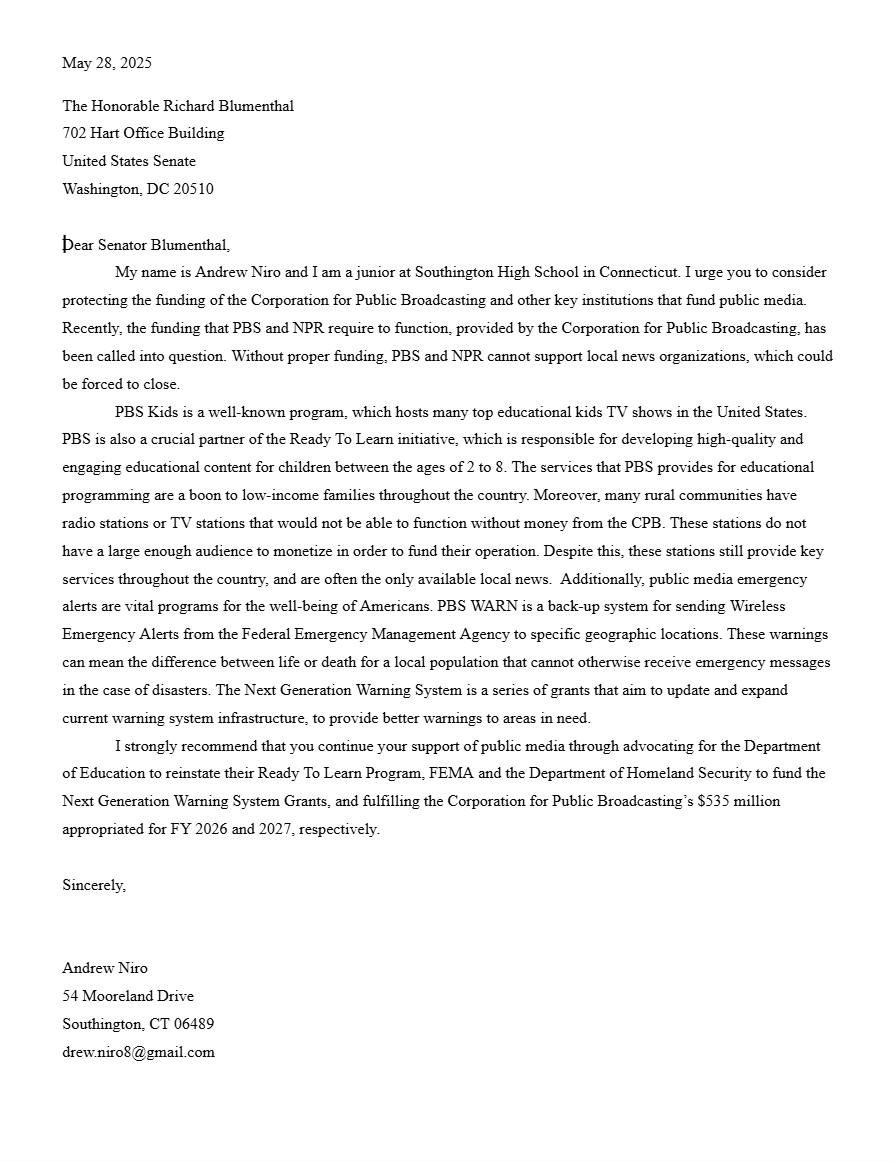 May 28, 2025
The Honorable Richard Blumenthal
702 Hart Office Building
United States Senate
Washington, DC 20510
Dear Senator Blumenthal,
My name is Andrew Niro and I am a junior at Southington High School in Connecticut. I urge you to consider
protecting the funding of the Corporation for Public Broadcasting and other key institutions that fund public media.
Recently, the funding that PBS and NPR require to function, provided by the Corporation for Public Broadcasting, has
been called into question. Without proper funding, PBS and NPR cannot support local news organizations, which could
be forced to close.
PBS Kids is a well-known program, which hosts many top educational kids TV shows in the United States.
PBS is also a crucial partner of the Ready To Learn initiative, which is responsible for developing high-quality and
engaging educational content for children between the ages of 2 to 8. The services that PBS provides for educational
programming are a boon to low-income families throughout the country. Moreover, many rural communities have
radio stations or TV stations that would not be able to function without money from the CPB. These stations do not
have a large enough audience to monetize in order to fund their operation. Despite this, these stations still provide key
services throughout the country, and are often the only available local news.  Additionally, public media emergency
alerts are vital programs for the well-being of Americans. PBS WARN is a back-up system for sending Wireless
Emergency Alerts from the Federal Emergency Management Agency to specific geographic locations. These warnings
can mean the difference between life or death for a local population that cannot otherwise receive emergency messages
in the case of disasters. The Next Generation Warning System is a series of grants that aim to update and expand
current warning system infrastructure, to provide better warnings to areas in need.
I strongly recommend that you continue your support of public media through advocating for the Department
of Education to reinstate their Ready To Learn Program, FEMA and the Department of Homeland Security to fund the
Next Generation Warning System Grants, and fulfilling the Corporation for Public Broadcasting’s $535 million
appropriated for FY 2026 and 2027, respectively.
Sincerely,
Andrew Niro
54 Mooreland Drive
Southington, CT 06489
drew.niro8@gmail.com